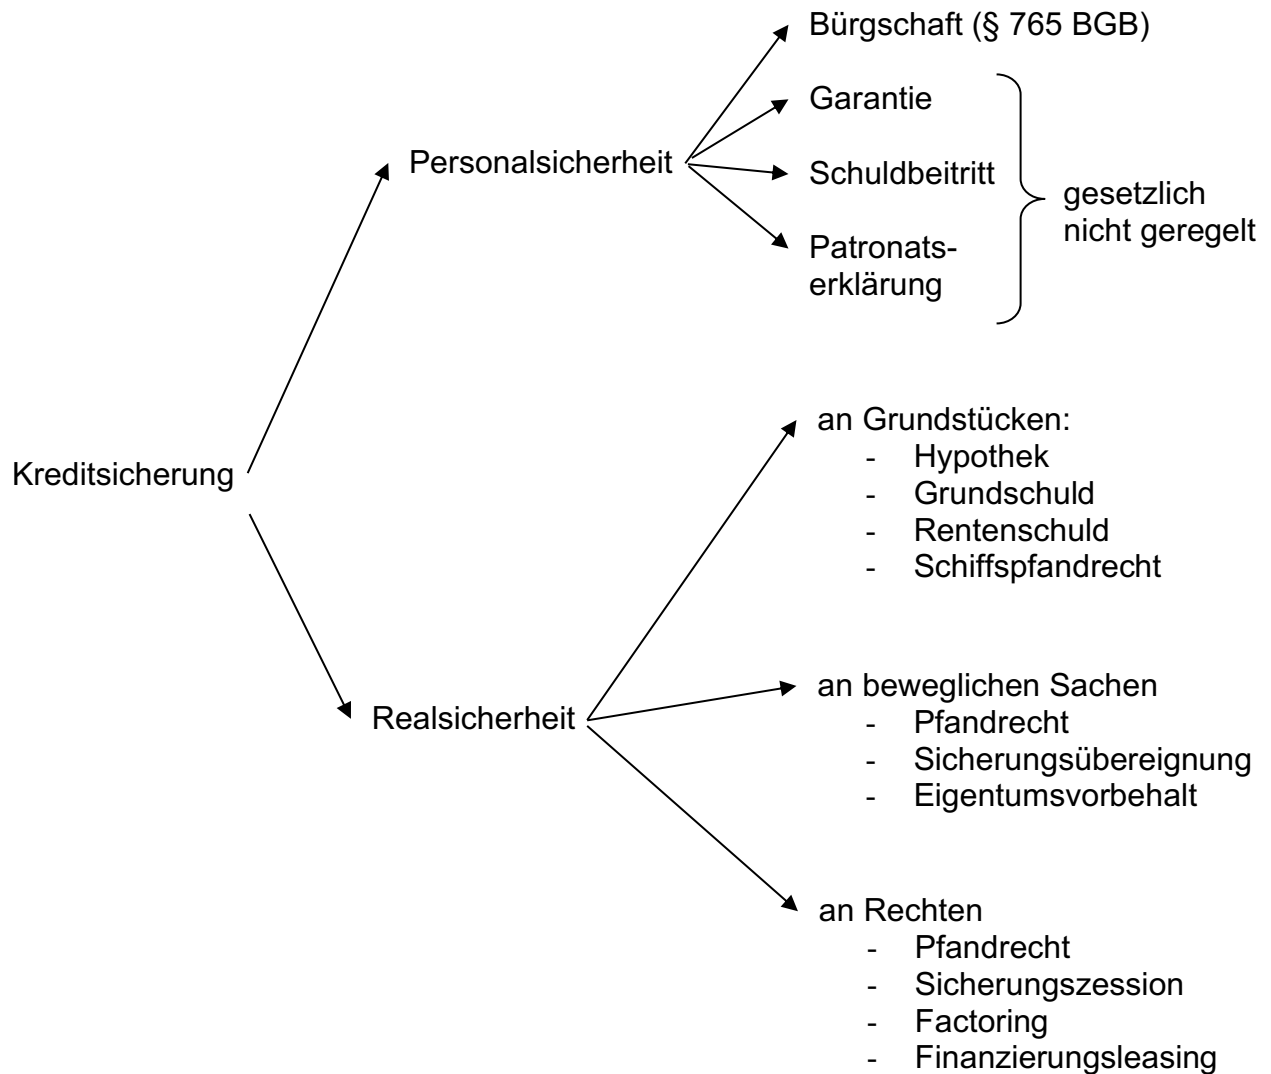 Bürgschaft (§ 765 BGB)
Garantie
Personalsicherheit
Schuldbeitritt
gesetzlich
nicht geregelt
Patronats-
erklärung
an Grundstücken:
- Hypothek
- Grundschuld
- Rentenschuld
- Schiffspfandrecht
Kreditsicherung
an beweglichen Sachen
- Pfandrecht
- Sicherungsübereignung
- Eigentumsvorbehalt
Realsicherheit
an Rechten
- Pfandrecht
- Sicherungszession
- Factoring
- Finanzierungsleasing